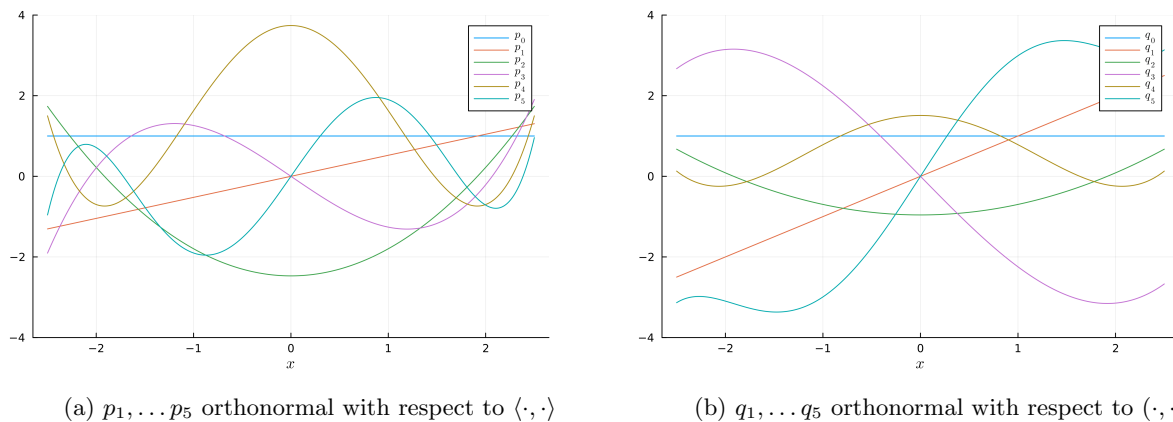 4
2
0
−2
−4
−2
−1
0
1
2
x
p₀
p₁
p₂
p₃
p₄
p₅
(a) p₁, … p₅ orthonormal with respect to ⟨·, ·⟩
4
2
0
−2
−4
−2
−1
0
1
2
x
q₀
q₁
q₂
q₃
q₄
q₅
(b) q₁, … q₅ orthonormal with respect to (·, ·